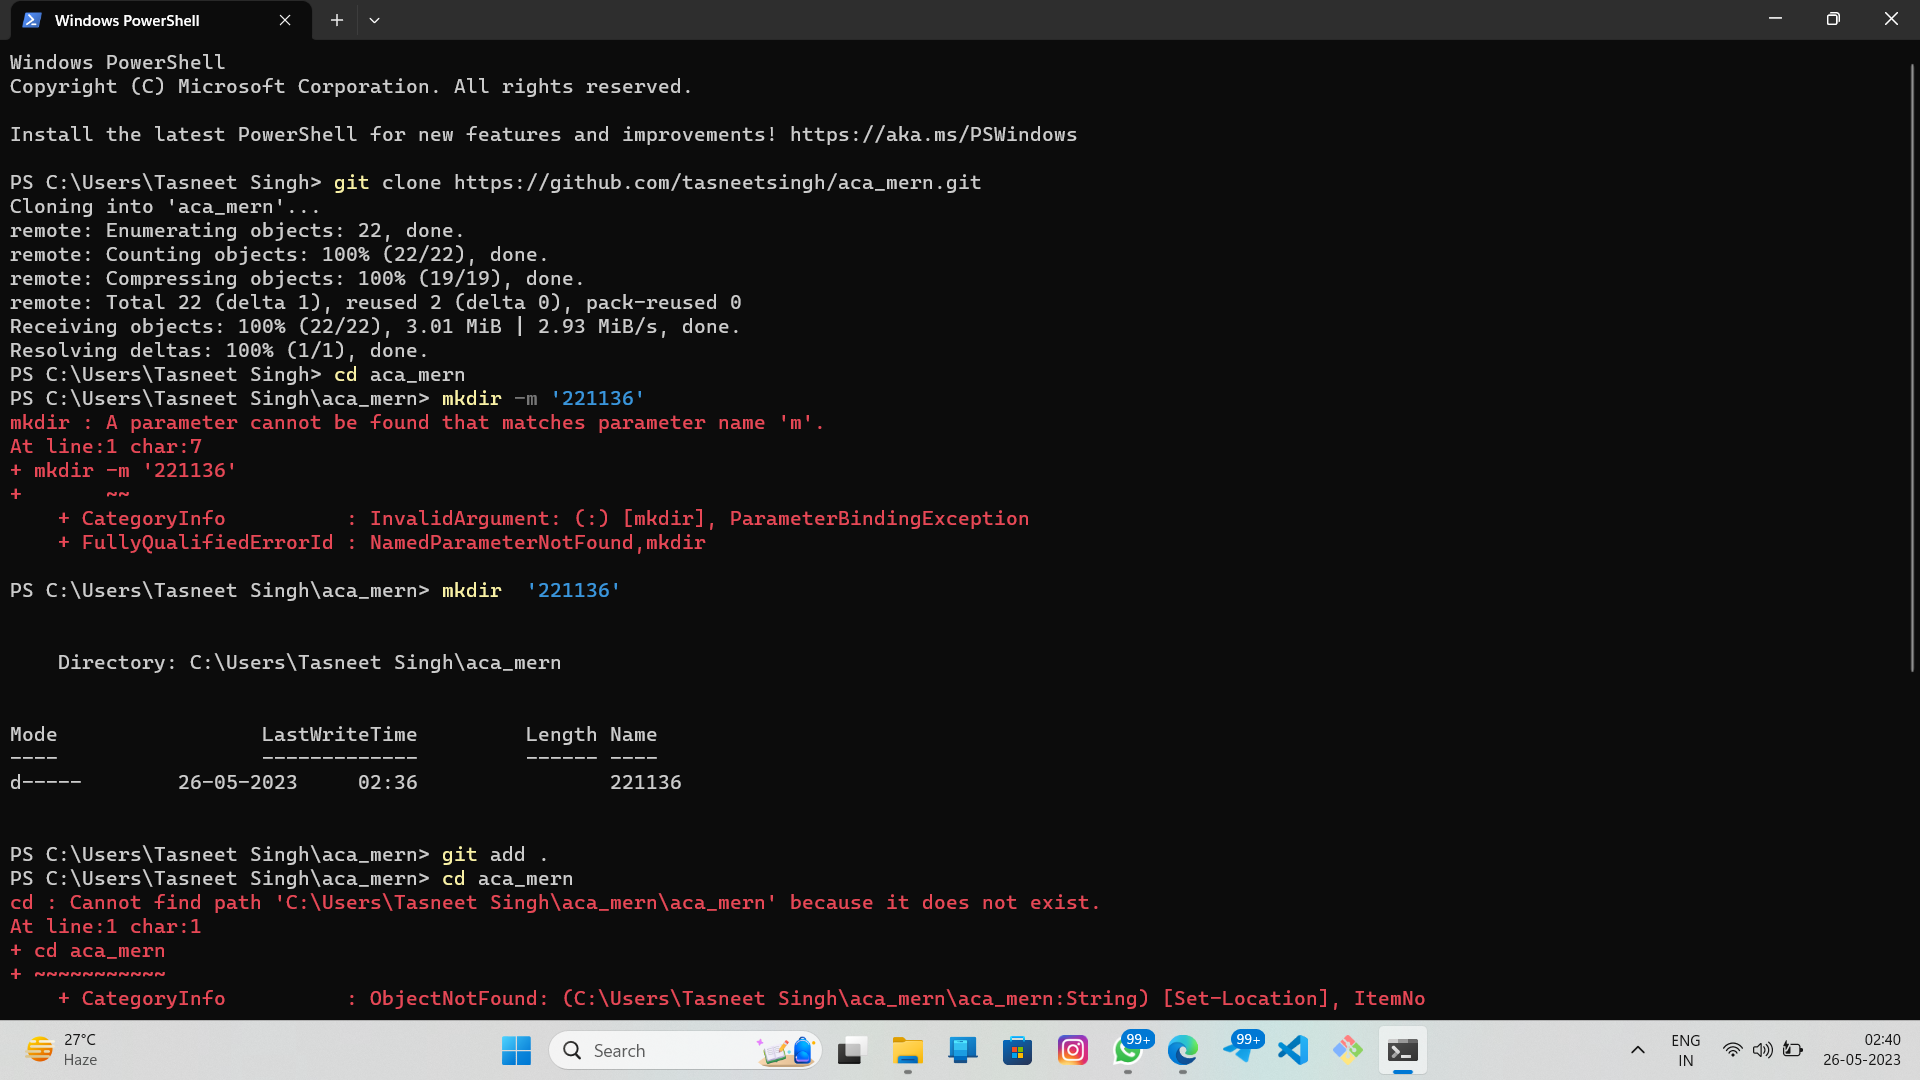 Windows PowerShell
Windows PowerShell
Copyright (C) Microsoft Corporation. All rights reserved.
Install the latest PowerShell for new features and improvements! https://aka.ms/PSWindows
PS C:\Users\Tasneet Singh> git clone https://github.com/tasneetsingh/aca_mern.git
Cloning into 'aca_mern'...
remote: Enumerating objects: 22, done.
remote: Counting objects: 100% (22/22), done.
remote: Compressing objects: 100% (19/19), done.
remote: Total 22 (delta 1), reused 2 (delta 0), pack-reused 0
Receiving objects: 100% (22/22), 3.01 MiB | 2.93 MiB/s, done.
Resolving deltas: 100% (1/1), done.
PS C:\Users\Tasneet Singh> cd aca_mern
PS C:\Users\Tasneet Singh\aca_mern> mkdir -m '221136'
mkdir : A parameter cannot be found that matches parameter name 'm'.
At line:1 char:7
+ mkdir -m '221136'
+       ~~
    + CategoryInfo          : InvalidArgument: (:) [mkdir], ParameterBindingException
    + FullyQualifiedErrorId : NamedParameterNotFound,mkdir
PS C:\Users\Tasneet Singh\aca_mern> mkdir  '221136'
    Directory: C:\Users\Tasneet Singh\aca_mern
Mode                 LastWriteTime         Length Name
----                 -------------         ------ ----
d-----        26-05-2023     02:36                221136
PS C:\Users\Tasneet Singh\aca_mern> git add .
PS C:\Users\Tasneet Singh\aca_mern> cd aca_mern
cd : Cannot find path 'C:\Users\Tasneet Singh\aca_mern\aca_mern' because it does not exist.
At line:1 char:1
+ cd aca_mern
+ ~~~~~~~~~~~
    + CategoryInfo          : ObjectNotFound: (C:\Users\Tasneet Singh\aca_mern\aca_mern:String) [Set-Location], ItemNo
27°C
Haze
Search
99+
99+
ENG
IN
02:40
26-05-2023